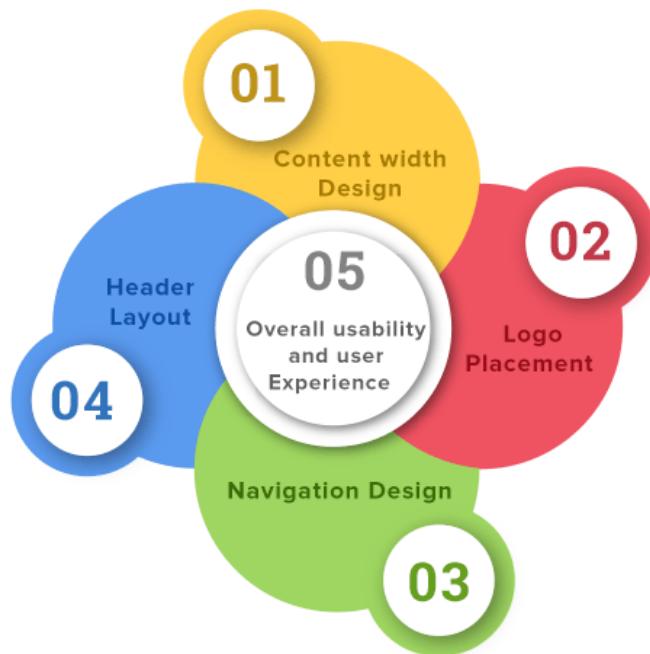 01
Content width
Design
02
Logo
Placement
03
Navigation Design
04
Header
Layout
05
Overall usability
and user
Experience